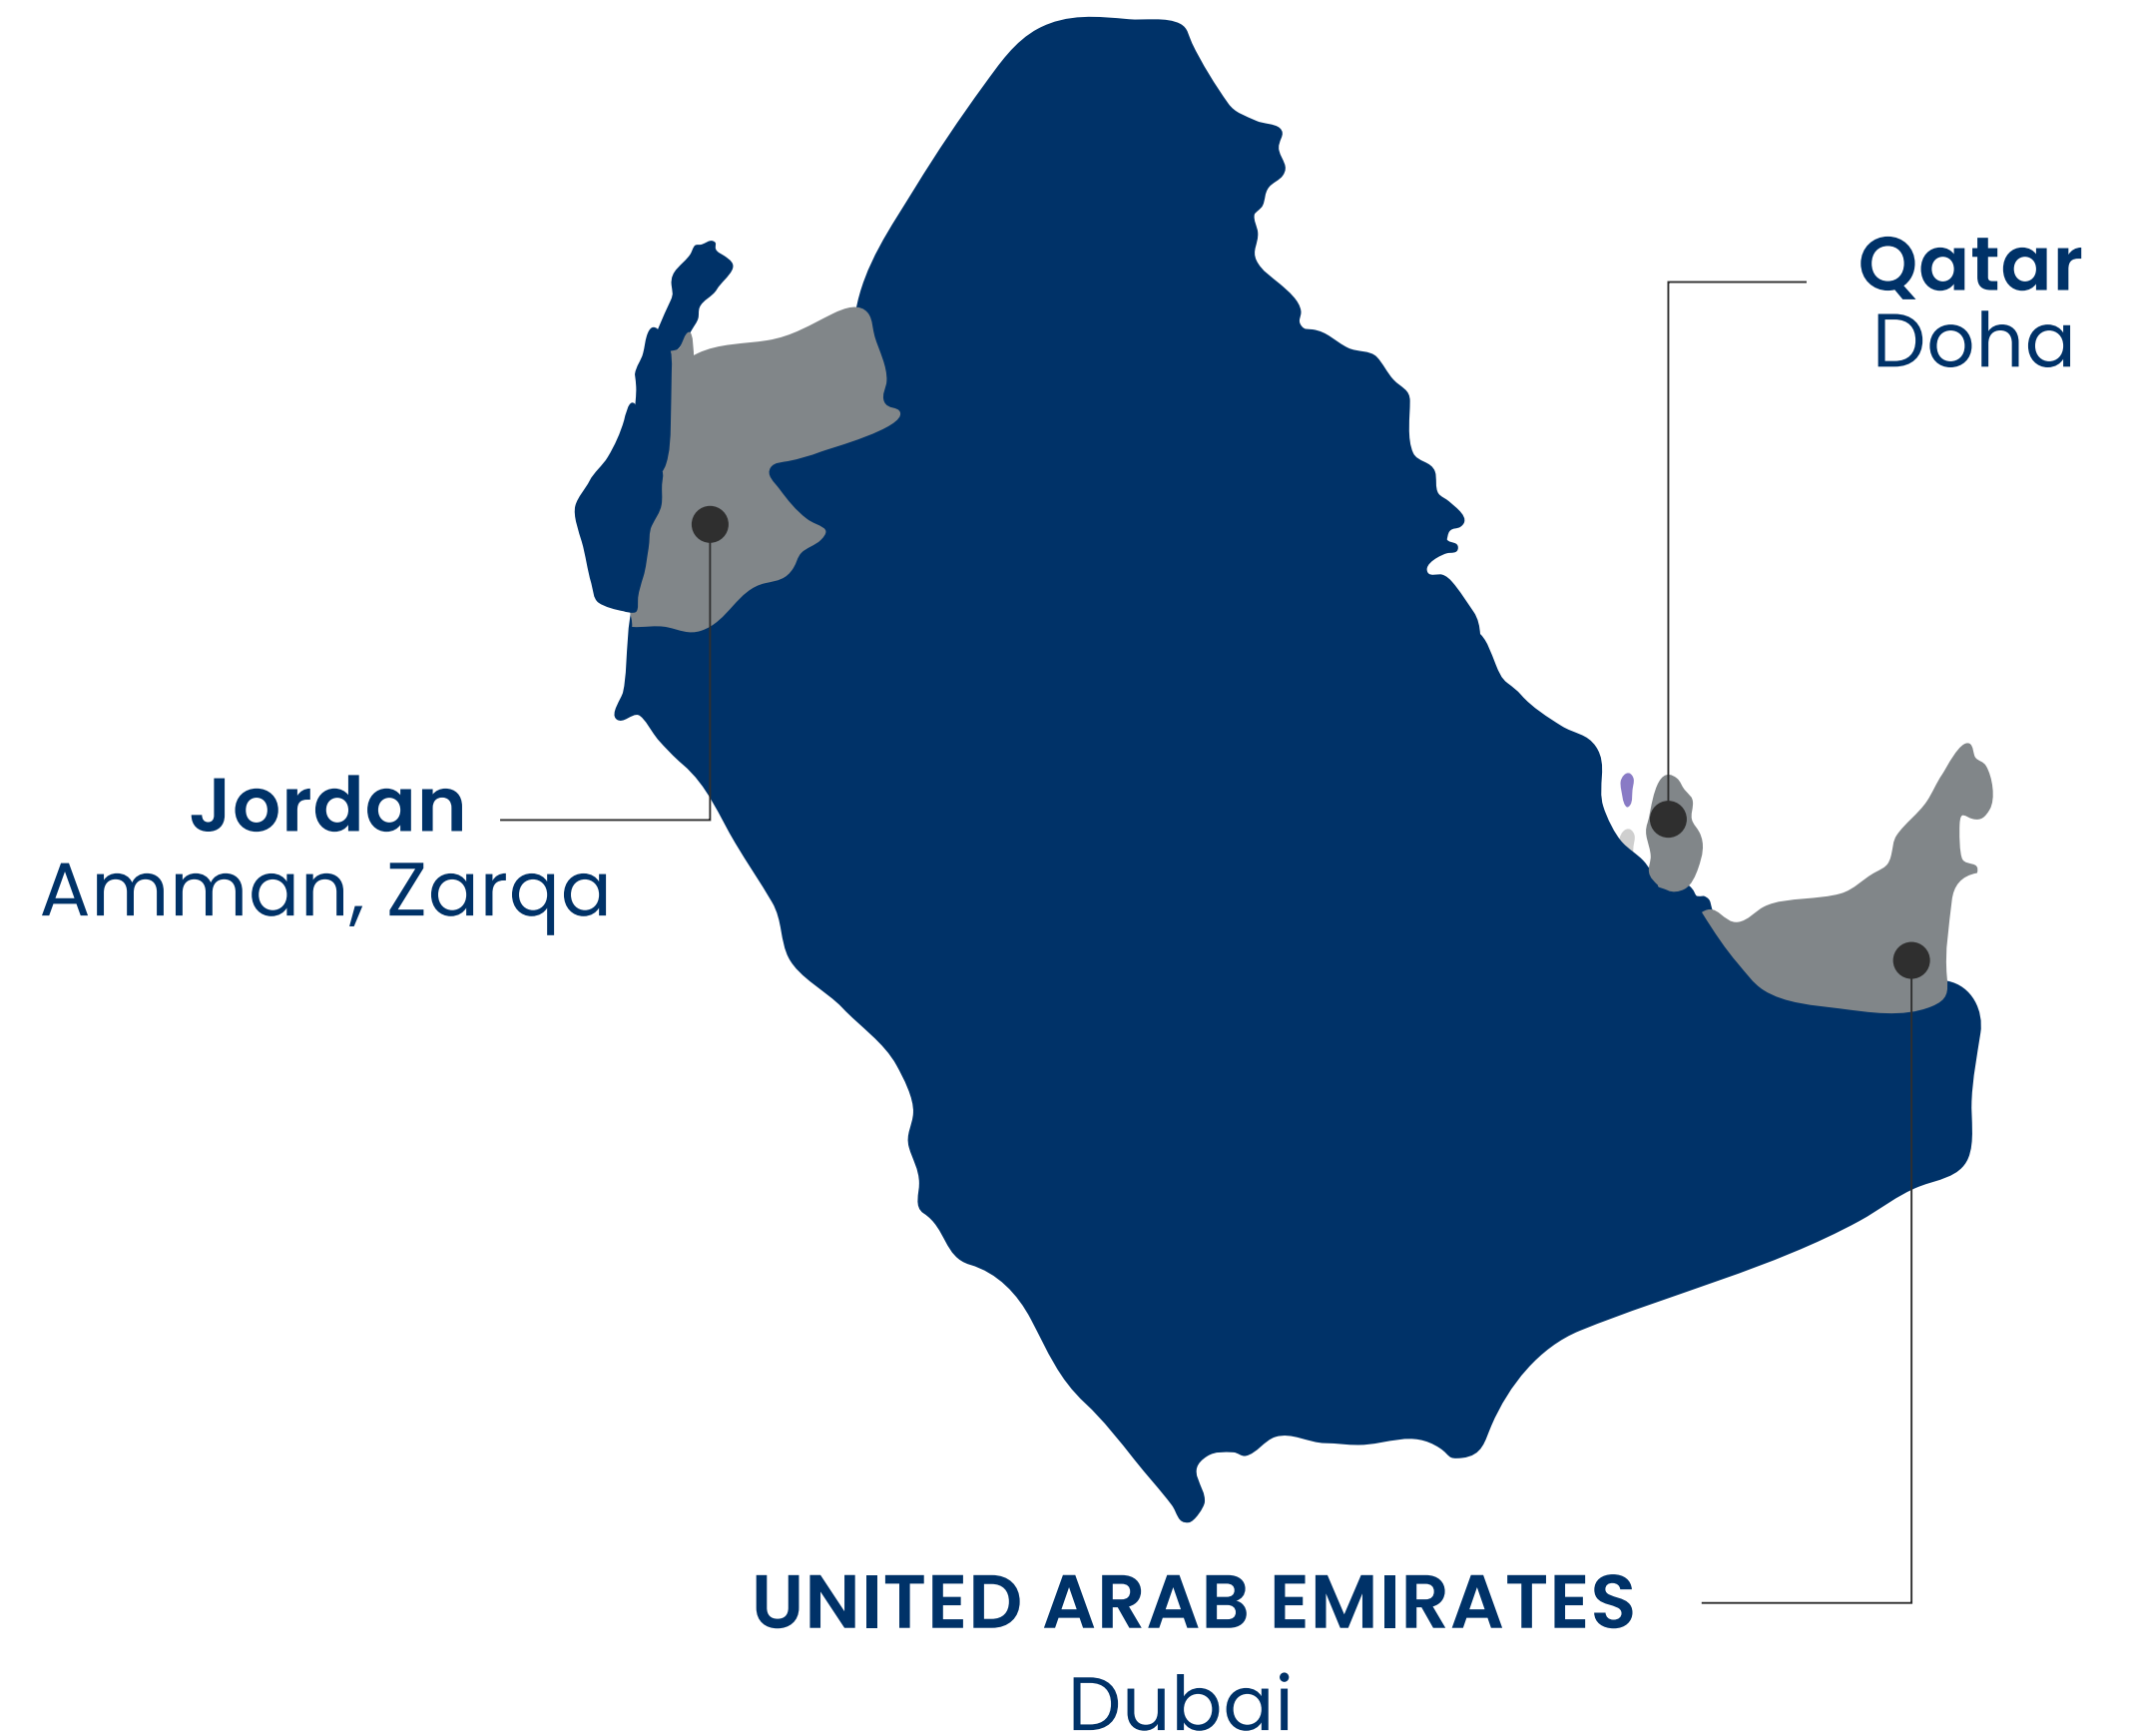 Qatar
Doha
Jordan
Amman, Zarqa
UNITED ARAB EMIRATES
Dubai